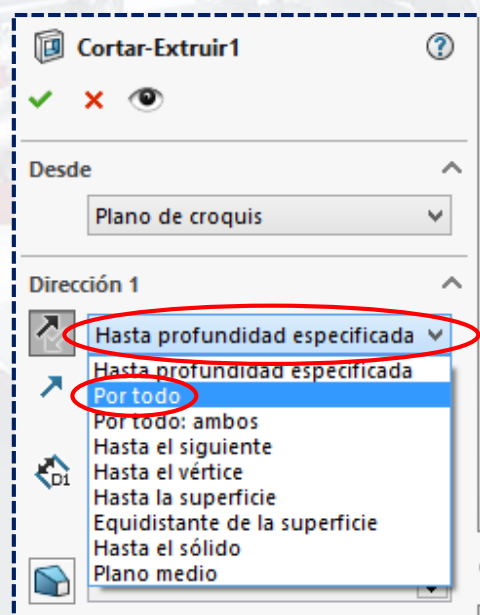 Cortar-Extruir1
Desde
Plano de croquis
Dirección 1
Hasta profundidad especificada
Hasta profundidad especificada
Por todo
Por todo: ambos
Hasta el siguiente
Hasta el vértice
D1
Hasta la superficie
Equidistante de la superficie
Hasta el sólido
Plano medio